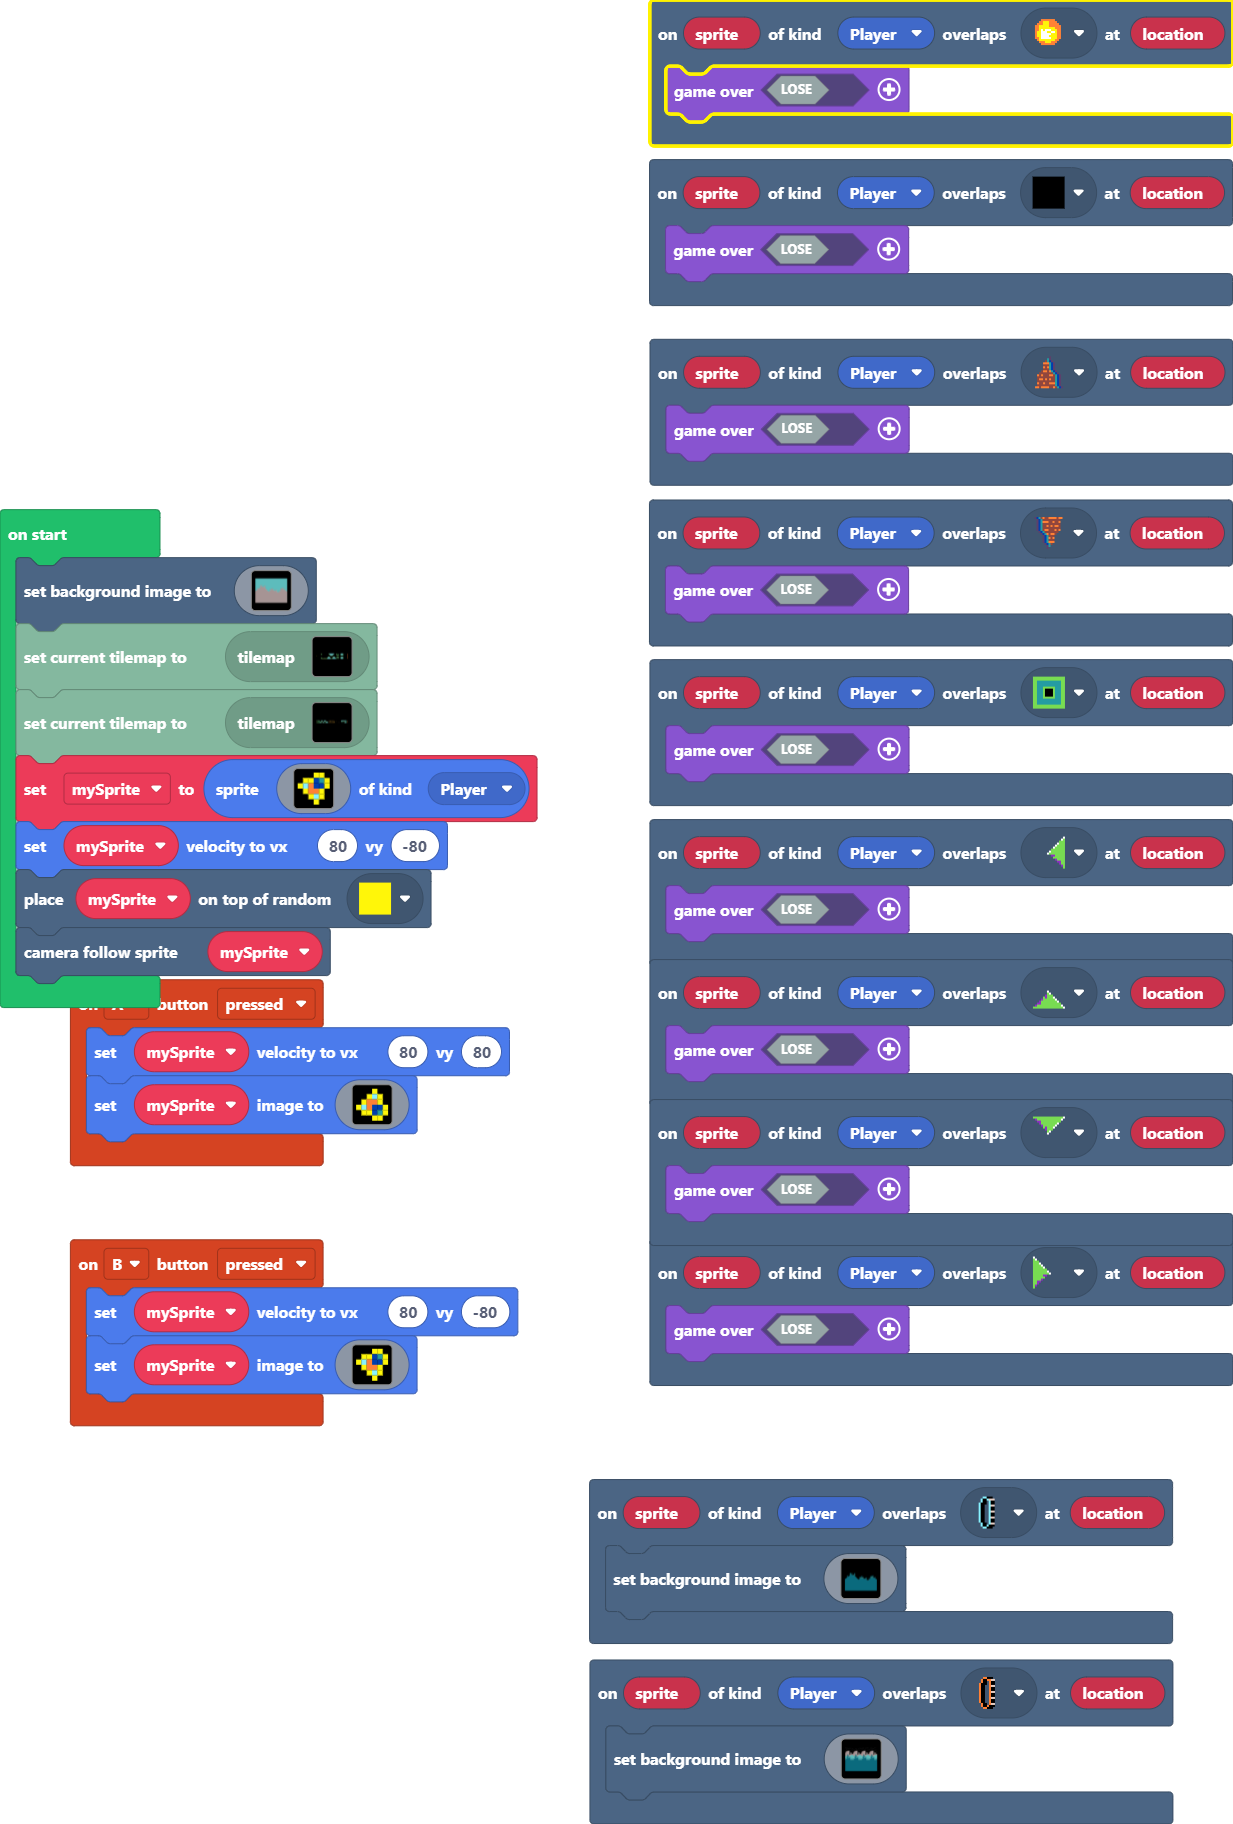 on sprite of kind Player overlaps at location
game over LOSE
on sprite of kind Player overlaps at location
game over LOSE
on sprite of kind Player overlaps at location
game over LOSE
on sprite of kind Player overlaps at location
game over LOSE
on sprite of kind Player overlaps at location
game over LOSE
on sprite of kind Player overlaps at location
game over LOSE
on sprite of kind Player overlaps at location
game over LOSE
on sprite of kind Player overlaps at location
game over LOSE
on sprite of kind Player overlaps at location
game over LOSE
on start
set background image to
set current tilemap to tilemap
set current tilemap to tilemap
set mySprite to sprite of kind Player
set mySprite velocity to vx 80 vy -80
place mySprite on top of random
camera follow sprite mySprite
button pressed
set mySprite velocity to vx 80 vy 80
set mySprite image to
on B button pressed
set mySprite velocity to vx 80 vy -80
set mySprite image to
on sprite of kind Player overlaps at location
set background image to
on sprite of kind Player overlaps at location
set background image to